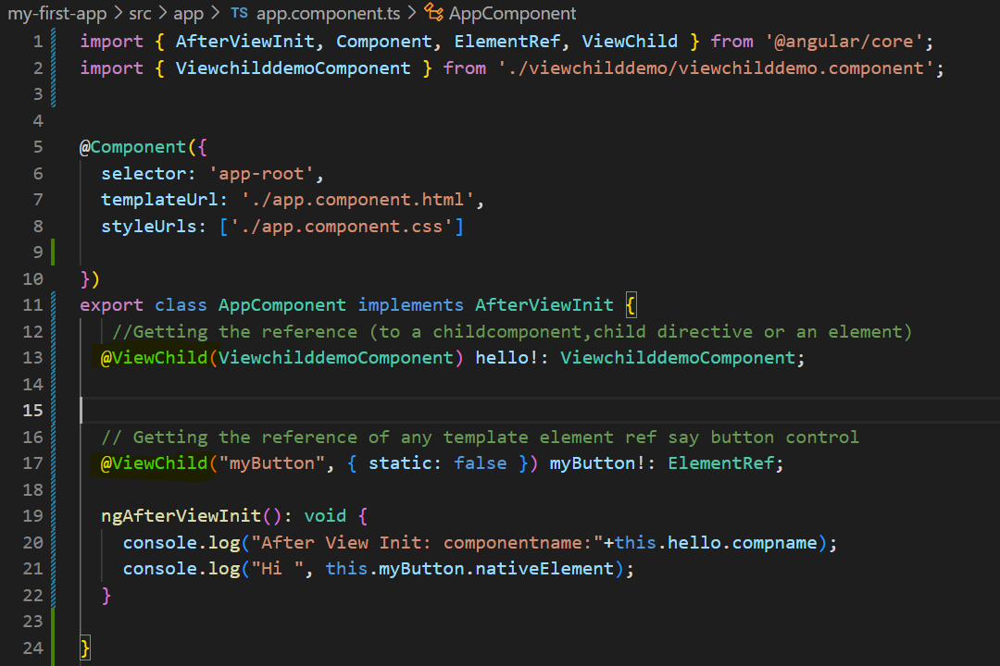 my-first-app > src > app > TS app.component.ts > AppComponent
1 import { AfterViewInit, Component, ElementRef, ViewChild } from '@angular/core';
2 import { ViewchilddemoComponent } from './viewchilddemo/viewchilddemo.component';
3
4
5 @Component({
6 selector: 'app-root',
7 templateUrl: './app.component.html',
8 styleUrls: ['./app.component.css']
9
10 })
11 export class AppComponent implements AfterViewInit {
12 //Getting the reference (to a childcomponent,child directive or an element)
13 @ViewChild(ViewchilddemoComponent) hello!: ViewchilddemoComponent;
14
15
16 // Getting the reference of any template element ref say button control
17 @ViewChild("myButton", { static: false }) myButton!: ElementRef;
18
19 ngAfterViewInit(): void {
20 console.log("After View Init: componentname:"+this.hello.compname);
21 console.log("Hi ", this.myButton.nativeElement);
22 }
23
24 }